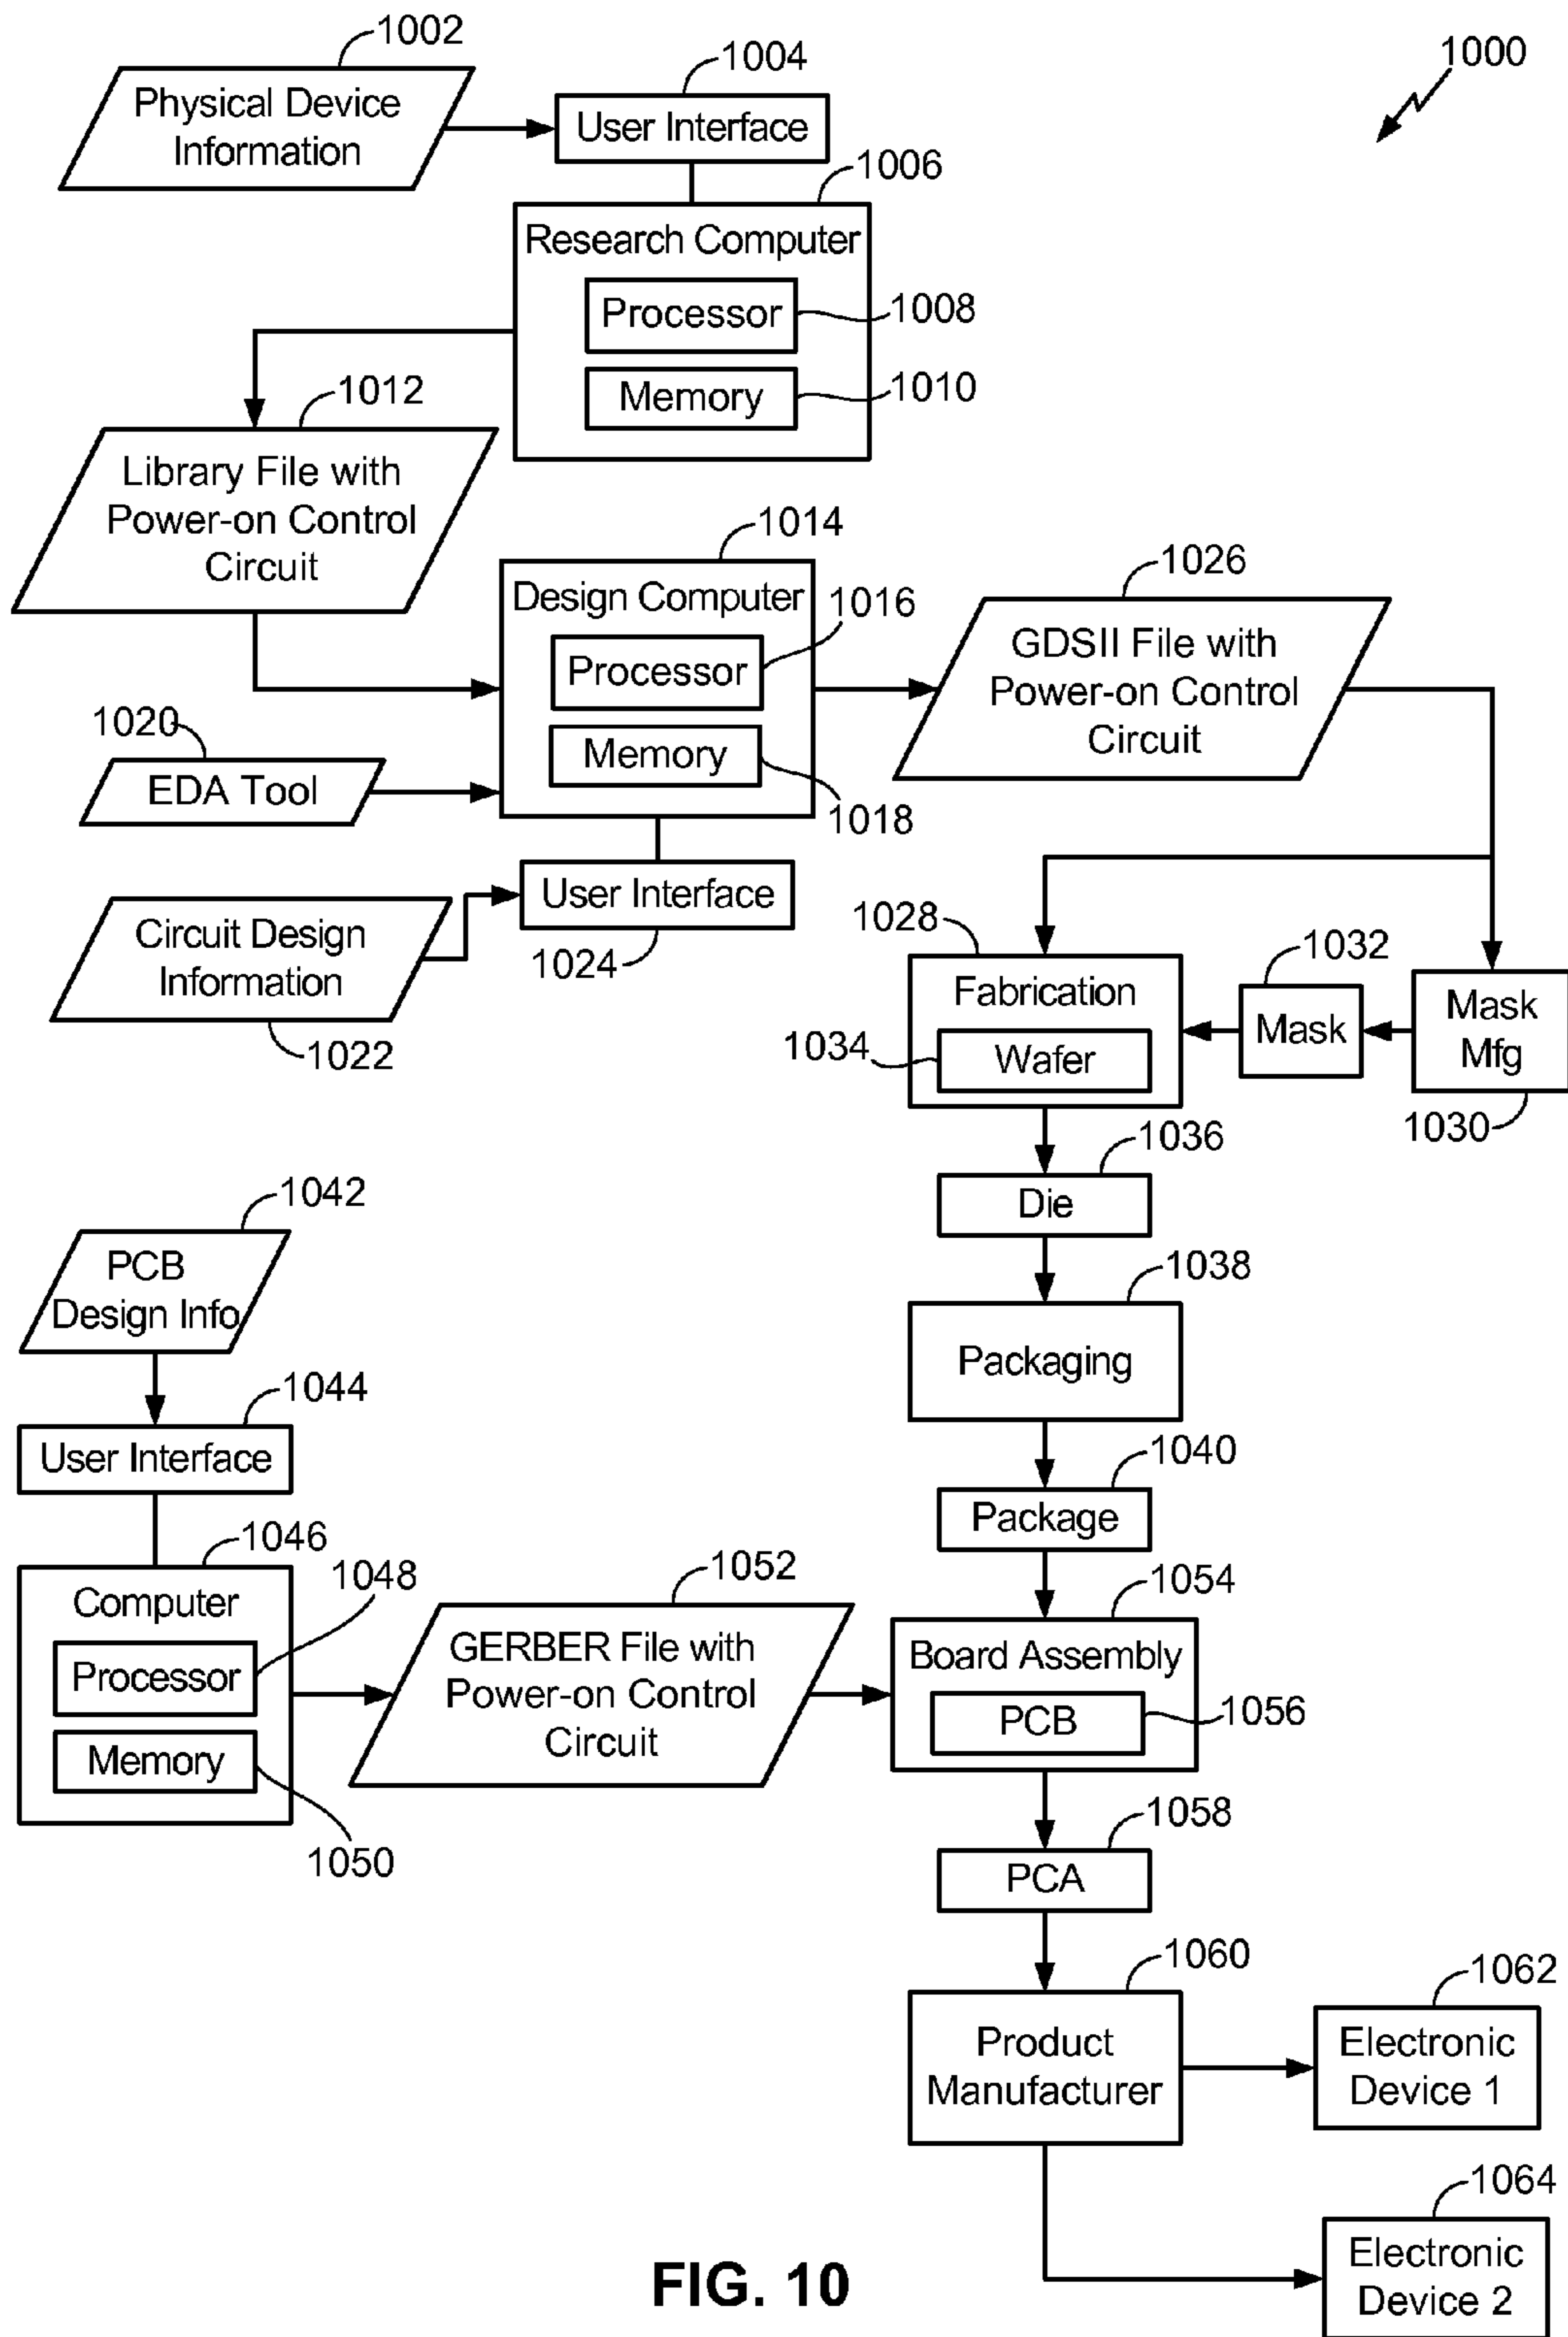 1002
1004
1000
Physical Device
Information
User Interface
1006
Research Computer
Processor
1008
Memory
1010
1012
Library File with
Power-on Control
Circuit
1014
Design Computer
1016
Processor
Memory
1018
1026
GDSII File with
Power-on Control
Circuit
1020
EDA Tool
User Interface
1024
Circuit Design
Information
1022
1028
Fabrication
1034
Wafer
1032
Mask
Mask
Mfg
1030
1036
Die
1038
Packaging
1040
Package
1042
PCB
Design Info
1044
User Interface
1046
Computer
1048
Processor
Memory
1050
1052
GERBER File with
Power-on Control
Circuit
1054
Board Assembly
PCB
1056
1058
PCA
1060
Product
Manufacturer
1062
Electronic
Device 1
1064
Electronic
Device 2
FIG. 10